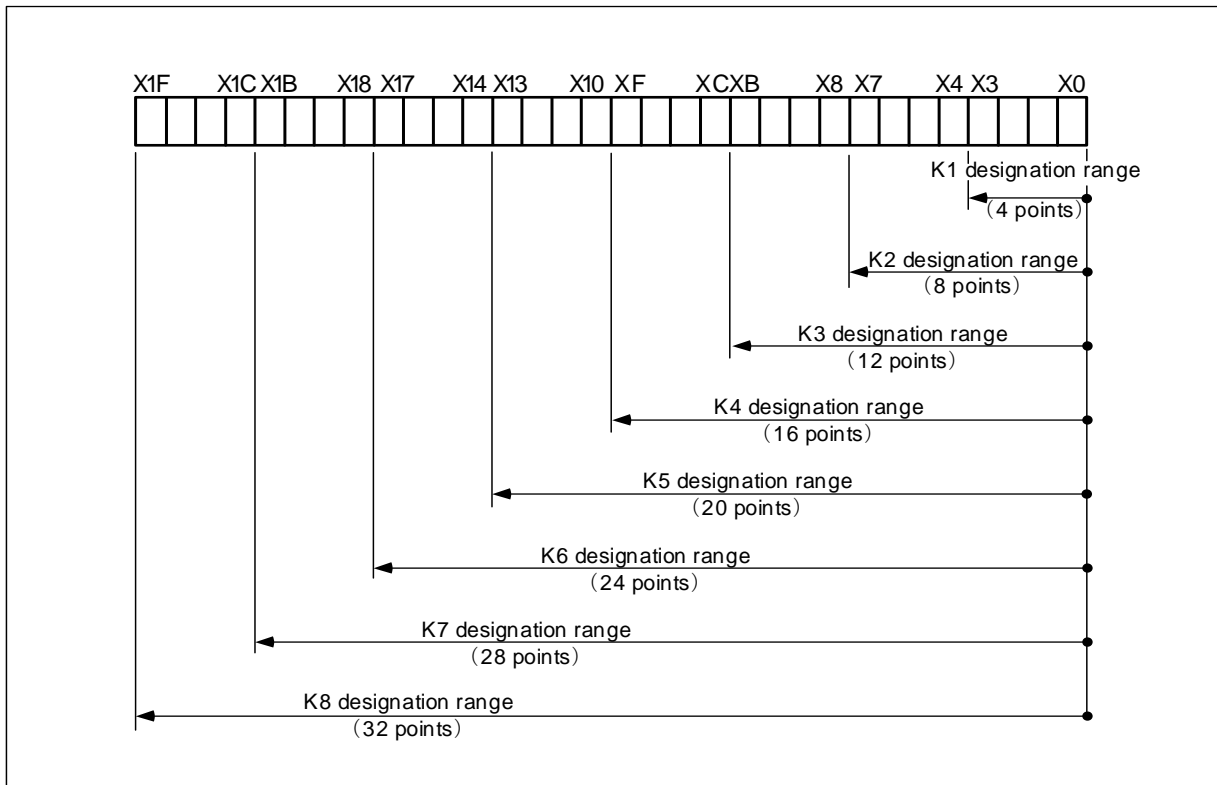 X1F X1C X1B X18 X17 X14 X13 X10 XF XC XB X8 X7 X4 X3 X0
K1 designation range
(4 points)
K2 designation range
(8 points)
K3 designation range
(12 points)
K4 designation range
(16 points)
K5 designation range
(20 points)
K6 designation range
(24 points)
K7 designation range
(28 points)
K8 designation range
(32 points)